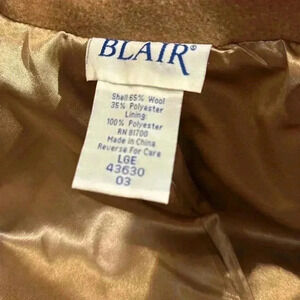 BLAIR®
Shell 65% Wool
35% Polyester
Lining:
100% Polyester
RN 81700
Made in China
Reverse For Care
LGE
43630
03